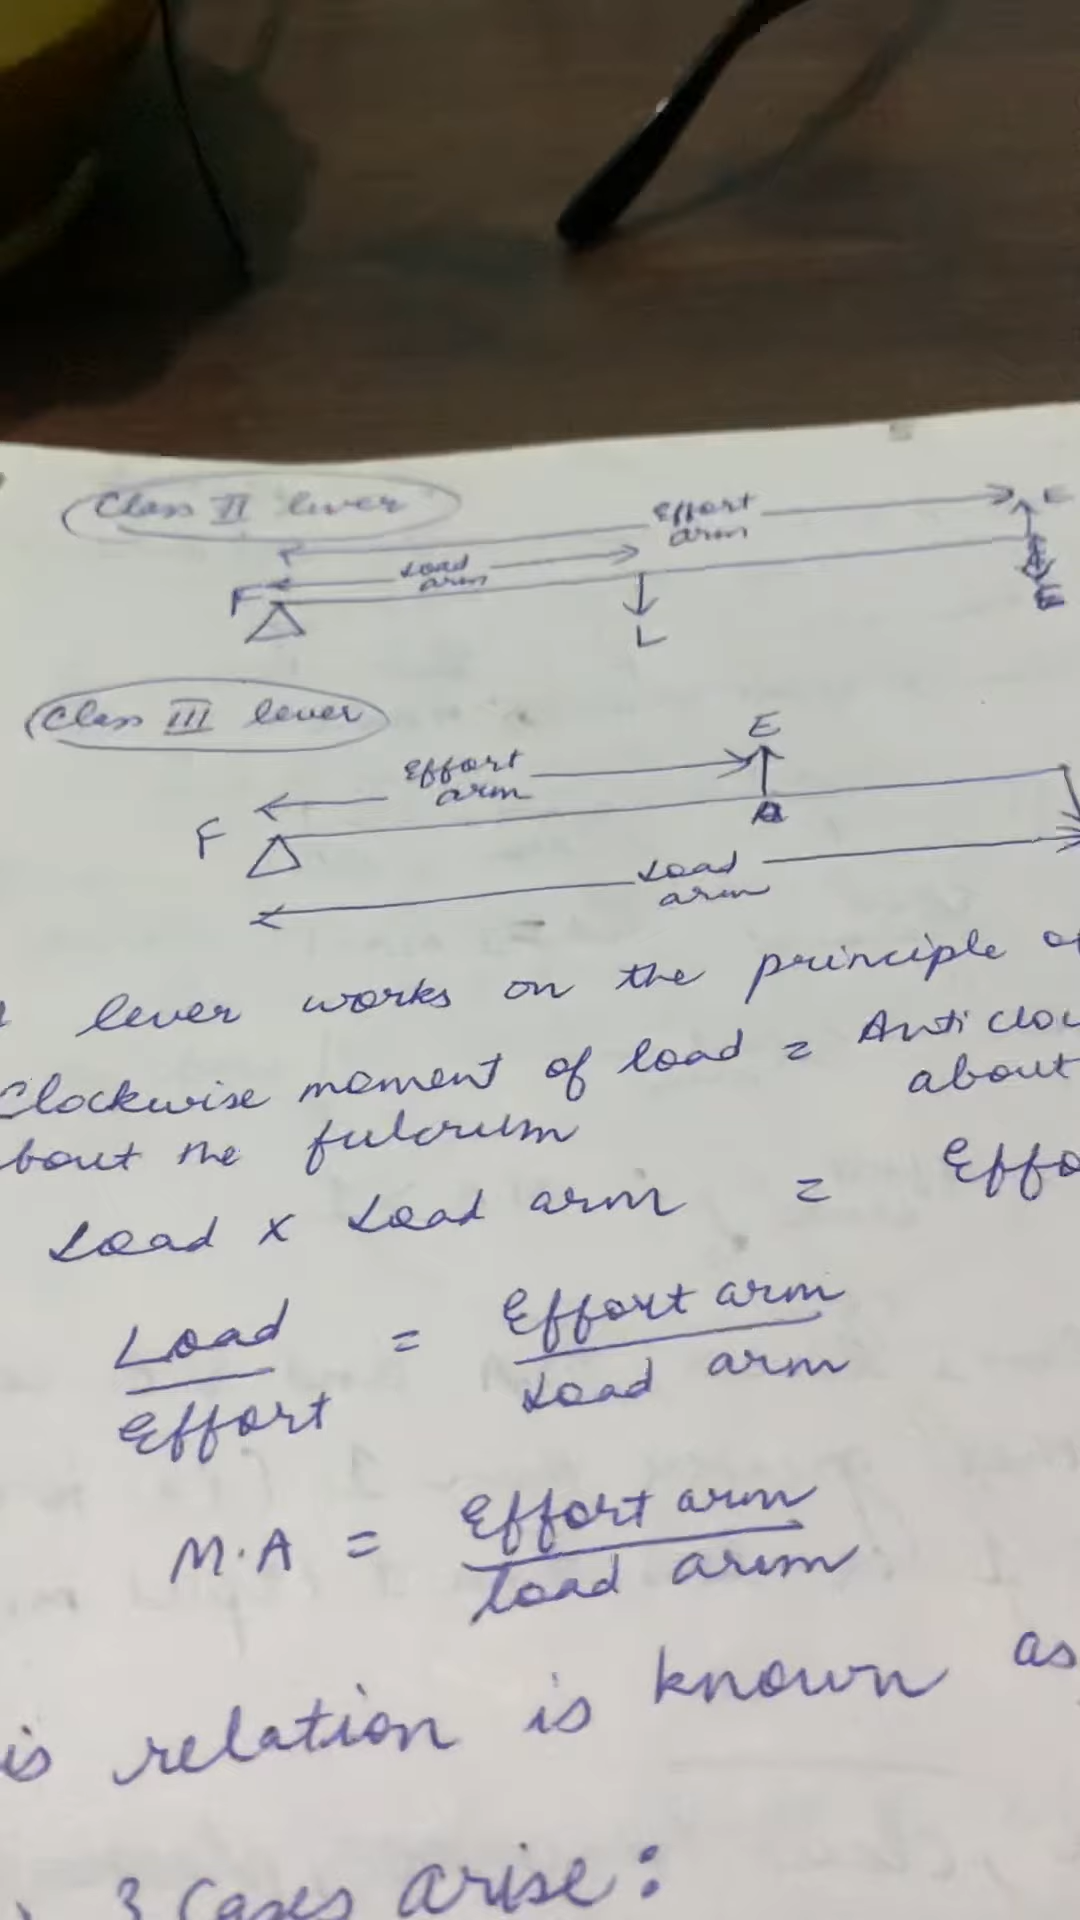 Class II lever
Effort arm
E
Load arm
F
L
E
Class III lever
E
Effort arm
F
Load arm
lever works on the principle of
Clockwise moment of load = Anti clo
bout the fulcrum about
Load x Load arm = Effo
Load = Effort arm
Effort Load arm
M.A = Effort arm
Load arm
is relation is known as
3 Cases arise: